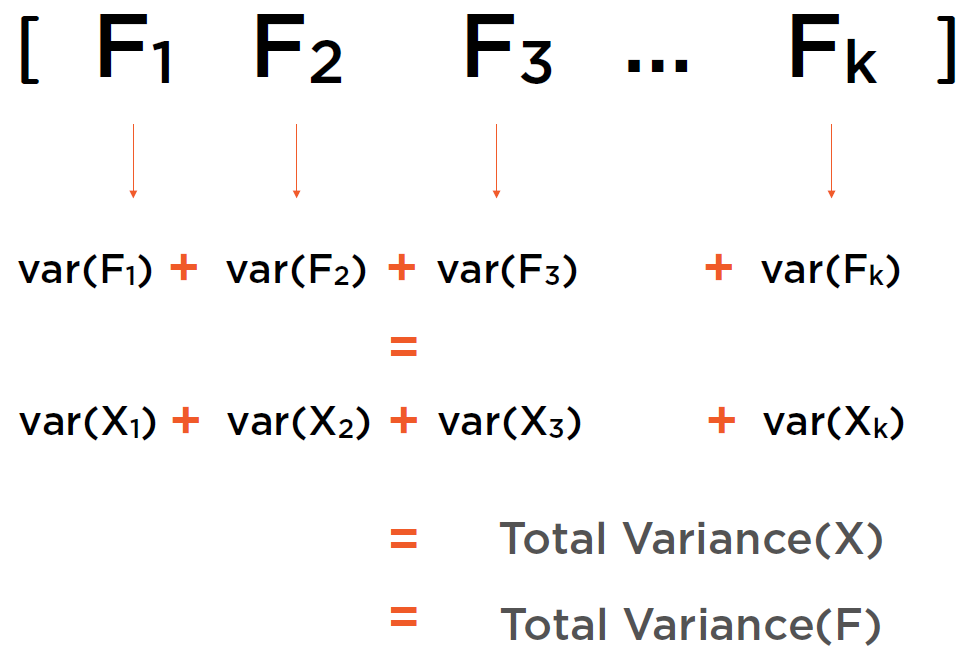 [ F₁ F₂ F₃ ... Fₖ ]
var(F₁) + var(F₂) + var(F₃) + var(Fₖ)
=
var(X₁) + var(X₂) + var(X₃) + var(Xₖ)
= Total Variance(X)
= Total Variance(F)